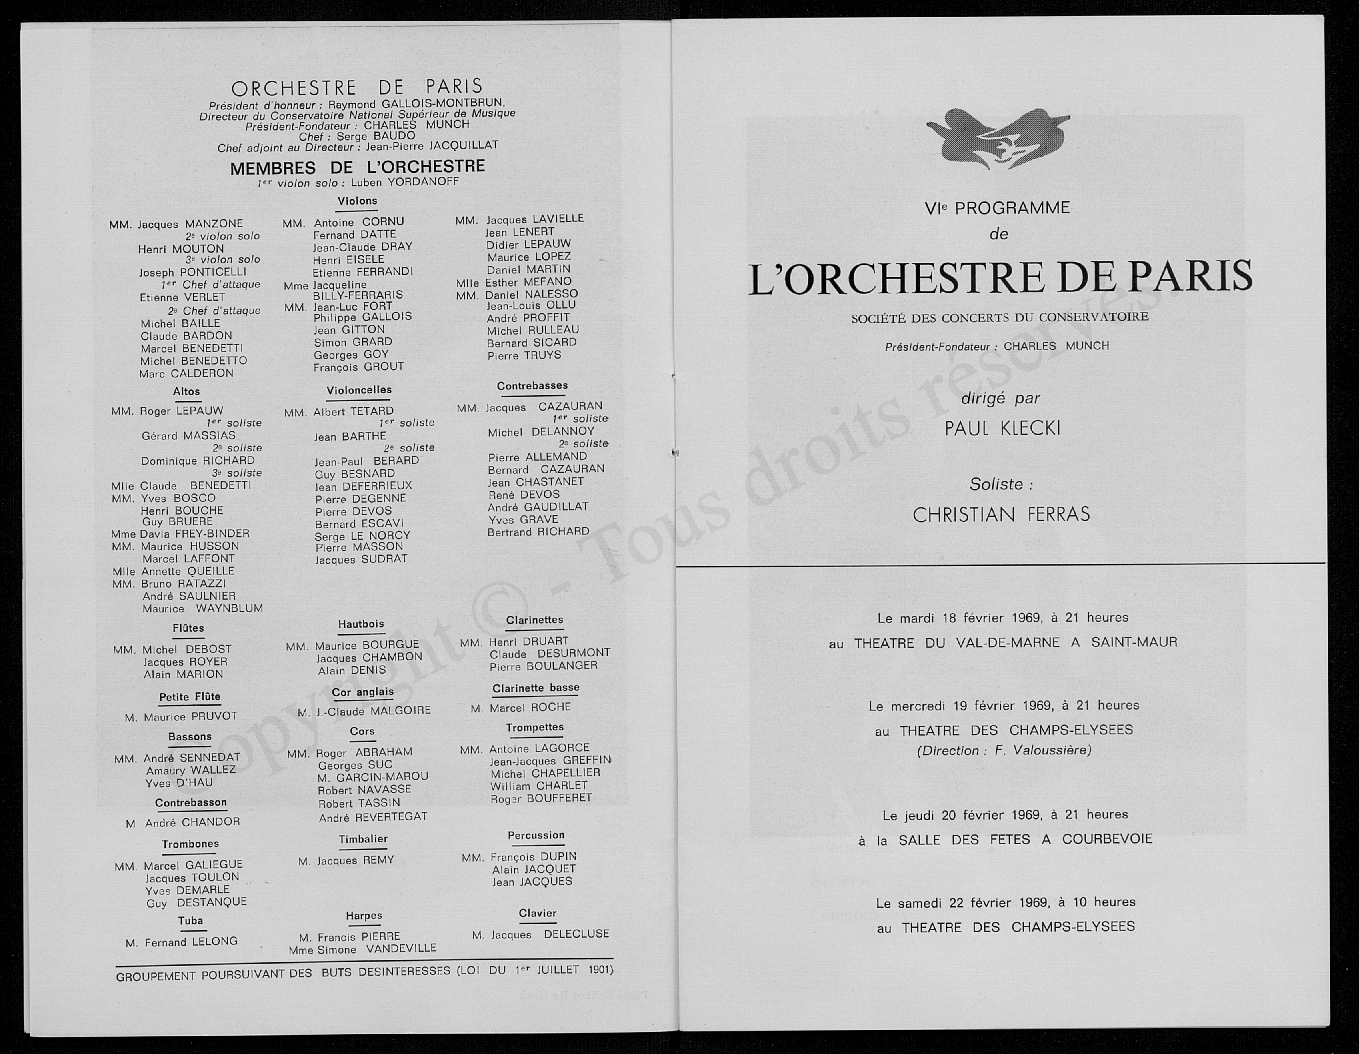 ORCHESTRE DE PARIS
Président d'honneur : Raymond GALLOIS-MONTBRUN,
Directeur du Conservatoire National Supérieur de Musique
Président-Fondateur : CHARLES MUNCH
Chef : Serge BAUDO
Chef adjoint au Directeur : Jean-Pierre JACQUILLAT
MEMBRES DE L'ORCHESTRE
1er violon solo : Luben YORDANOFF
Violons
MM. Jacques MANZONE
2e violon solo
Henri MOUTON
3e violon solo
Joseph PONTICELLI
1er Chef d'attaque
Etienne VERLET
2e Chef d'attaque
Michel BAILLE
Claude BARDON
Marcel BENEDETTI
Michel BENEDETTO
Marc CALDERON
MM. Antoine CORNU
Fernand DATTE
Jean-Claude DRAY
Henri EISELE
Etienne FERRANDI
Mme Jacqueline
BILLY-FERRARIS
MM. Jean-Luc FORT
Philippe GALLOIS
Jean GITTON
Simon GRARD
Georges GOY
François GROUT
MM. Jacques LAVIELLE
Jean LENERT
Didier LEPAUW
Maurice LOPEZ
Daniel MARTIN
Mlle Esther MEFANO
MM. Daniel NALESSO
Jean-Louis OLLU
André PROFFIT
Michel RULLEAU
Bernard SICARD
Pierre TRUYS
Altos
MM. Roger LEPAUW
1er soliste
Gérard MASSIAS
2e soliste
Dominique RICHARD
3e soliste
Mlle Claude BENEDETTI
MM. Yves BOSCO
Henri BOUCHE
Guy BRUERE
Mme Davia FREY-BINDER
MM. Maurice HUSSON
Marcel LAFFONT
Mlle Annette QUEILLE
MM. Bruno RATAZZI
André SAULNIER
Maurice WAYNBLUM
Violoncelles
MM. Albert TETARD
1er soliste
Jean BARTHE
2e soliste
Jean-Paul BERARD
Guy BESNARD
Jean DEFERRIEUX
Pierre DEGENNE
Pierre DEVOS
Bernard ESCAVI
Serge LE NORCY
Pierre MASSON
Jacques SUDRAT
Contrebasses
MM. Jacques CAZAURAN
1er soliste
Michel DELANNOY
2e soliste
Pierre ALLEMAND
Bernard CAZAURAN
Jean CHASTANET
René DEVOS
André GAUDILLAT
Yves GRAVE
Bertrand RICHARD
Flûtes
MM. Michel DEBOST
Jacques ROYER
Alain MARION
Hautbois
MM. Maurice BOURGUE
Jacques CHAMBON
Alain DENIS
Clarinettes
MM. Henri DRUART
Claude DESURMONT
Pierre BOULANGER
Petite Flûte
M. Maurice PRUVOT
Cor anglais
M. J.-Claude MALGOIRE
Clarinette basse
M. Marcel ROCHE
Bassons
MM. André SENNEDAT
Amaury WALLEZ
Yves D'HAU
Cors
MM. Roger ABRAHAM
Georges SUC
M. GARCIN-MAROU
Robert NAVASSE
Robert TASSIN
André REVERTEGAT
Trompettes
MM. Antoine LAGORCE
Jean-Jacques GREFFIN
Michel CHAPELLIER
William CHARLET
Roger BOUFFERET
Contrebasson
M André CHANDOR
Trombones
MM. Marcel GALIEGUE
Jacques TOULON
Yves DEMARLE
Guy DESTANQUE
Timbalier
M. Jacques REMY
Percussion
MM. François DUPIN
Alain JACQUET
Jean JACQUES
Tuba
M. Fernand LELONG
Harpes
M. Francis PIERRE
Mme Simone VANDEVILLE
Clavier
M. Jacques DELECLUSE
GROUPEMENT POURSUIVANT DES BUTS DESINTERESSES (LOI DU 1er JUILLET 1901)
VIe PROGRAMME
de
L'ORCHESTRE DE PARIS
SOCIÉTÉ DES CONCERTS DU CONSERVATOIRE
Président-Fondateur : CHARLES MUNCH
dirigé par
PAUL KLECKI
Soliste :
CHRISTIAN FERRAS
Le mardi 18 février 1969, à 21 heures
au THEATRE DU VAL-DE-MARNE A SAINT-MAUR
Le mercredi 19 février 1969, à 21 heures
au THEATRE DES CHAMPS-ELYSEES
(Direction : F. Valoussière)
Le jeudi 20 février 1969, à 21 heures
à la SALLE DES FETES A COURBEVOIE
Le samedi 22 février 1969, à 10 heures
au THEATRE DES CHAMPS-ELYSEES
Copyright © - Tous droits réservés